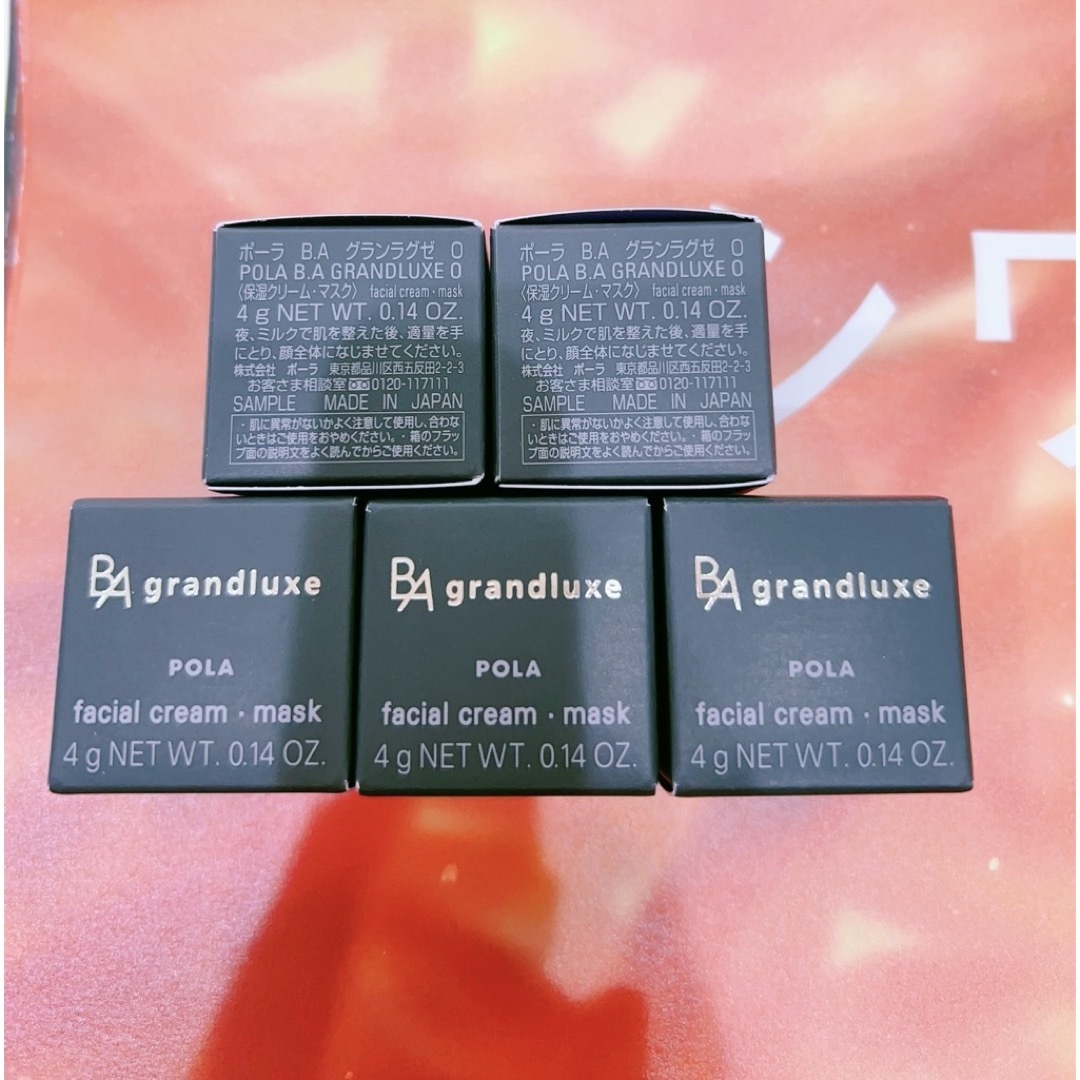 ポーラ B.A グランラグゼ O
POLA B.A GRANDLUXE O
〈保湿クリーム・マスク〉 facial cream・mask
4 g NET WT. 0.14 OZ.
夜、ミルクで肌を整えた後、適量を手
にとり、顔全体になじませてください。
株式会社 ポーラ 東京都品川区西五反田2-2-3
お客さま相談室 0120-117111
SAMPLE MADE IN JAPAN
・肌に異常がないかよく注意して使用し、合わな
いときはご使用をおやめください。・箱のフラッ
プ面の説明文をよく読んでからご使用ください。
ポーラ B.A グランラグゼ O
POLA B.A GRANDLUXE O
〈保湿クリーム・マスク〉 facial cream・mask
4 g NET WT. 0.14 OZ.
夜、ミルクで肌を整えた後、適量を手
にとり、顔全体になじませてください。
株式会社 ポーラ 東京都品川区西五反田2-2-3
お客さま相談室 0120-117111
SAMPLE MADE IN JAPAN
・肌に異常がないかよく注意して使用し、合わな
いときはご使用をおやめください。・箱のフラッ
プ面の説明文をよく読んでからご使用ください。
BA grandluxe
POLA
facial cream・mask
4 g NET WT. 0.14 OZ.
BA grandluxe
POLA
facial cream・mask
4 g NET WT. 0.14 OZ.
BA grandluxe
POLA
facial cream・mask
4 g NET WT. 0.14 OZ.